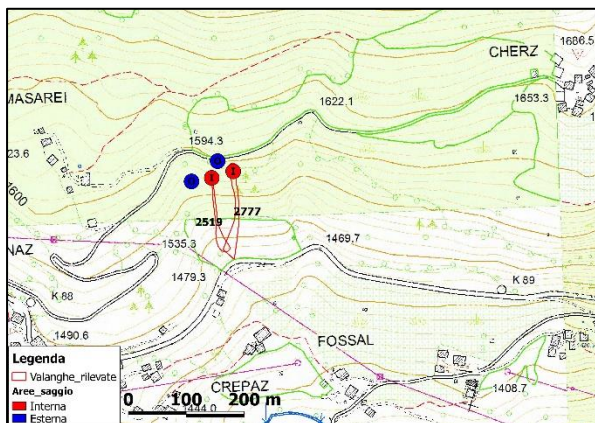 CHERZ
1686.5
MASAREI
1622.1
1653.3
1594.3
23.6
1600
2519
2777
NAZ
1535.3
1469.7
1479.3
K 89
K 88
1490.6
FOSSAL
Legenda
Valanghe_rilevate
Aree_saggio
Interna
Esterna
CREPAZ
1408.7
0 100 200 m
1444.0